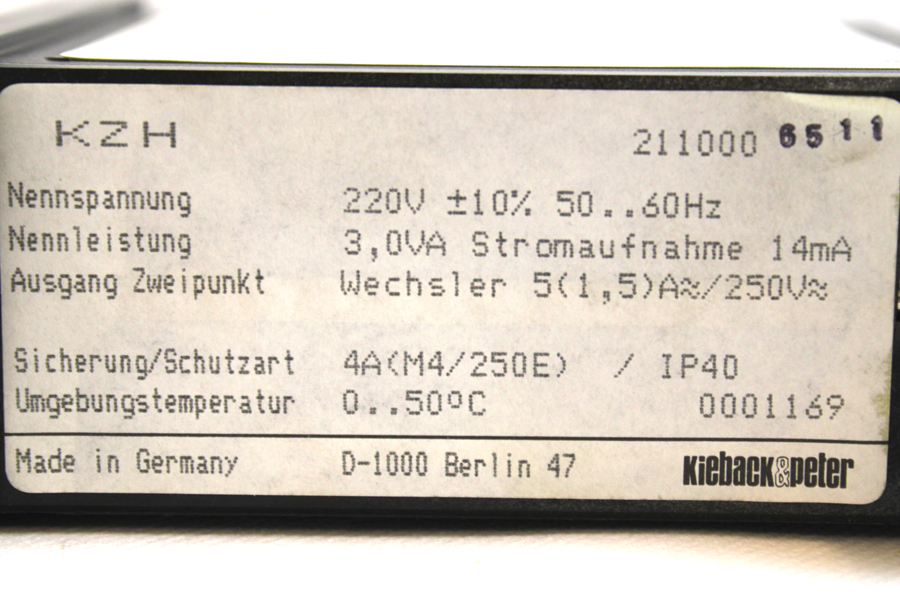 KZH 211000 6511
Nennspannung 220V ±10% 50..60Hz
Nennleistung 3,0VA Stromaufnahme 14mA
Ausgang Zweipunkt Wechsler 5(1,5)A≈/250V≈
Sicherung/Schutzart 4A(M4/250E) / IP40
Umgebungstemperatur 0..50ºC 0001169
Made in Germany D-1000 Berlin 47 kieback&peter